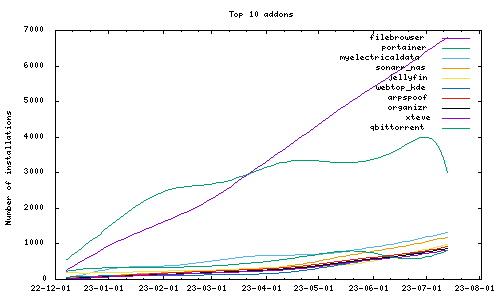 Top 10 addons
7000
6000
5000
4000
3000
2000
1000
0
Number of installations
filebrowser
portainer
myelectricaldata
sonarr_nas
jellyfin
webtop_kde
arpspoof
organizr
xteve
qbittorrent
22-12-01 23-01-01 23-02-01 23-03-01 23-04-01 23-05-01 23-06-01 23-07-01 23-08-01